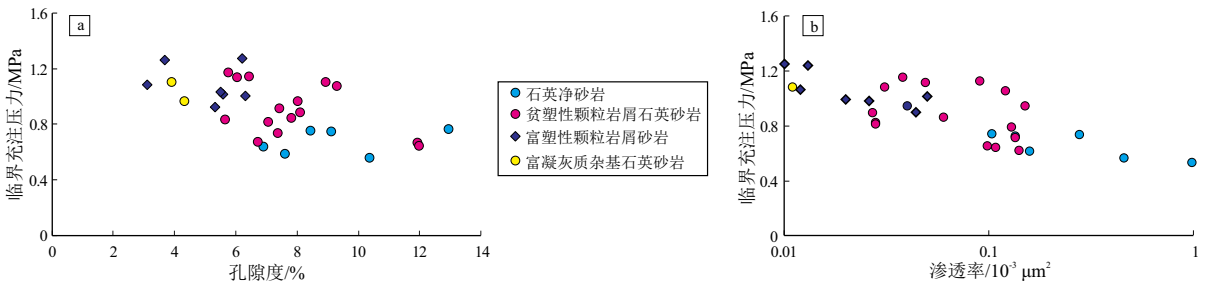 a
1.6
1.2
0.8
0.4
0
临界充注压力/MPa
0 2 4 6 8 10 12 14
孔隙度/%
石英净砂岩
贫塑性颗粒岩屑石英砂岩
富塑性颗粒岩屑砂岩
富凝灰质杂基石英砂岩
b
1.6
1.2
0.8
0.4
0
临界充注压力/MPa
0.01 0.1 1
渗透率/10⁻³ μm²